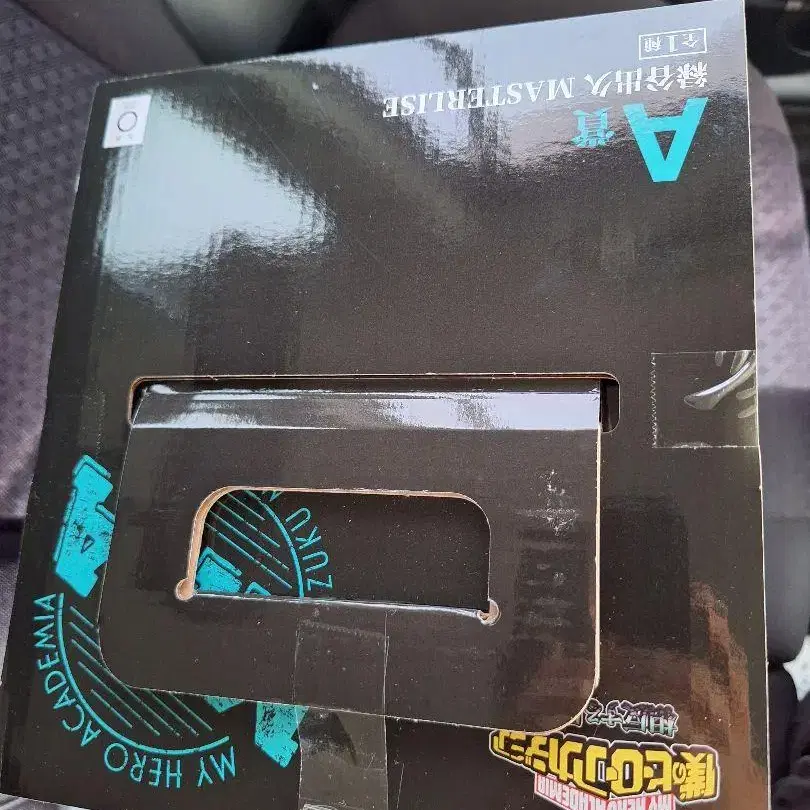 A賞
緑谷出久 MASTERLISE
全1種
MY HERO ACADEMIA
ZUKU
僕のヒーローアカデミア